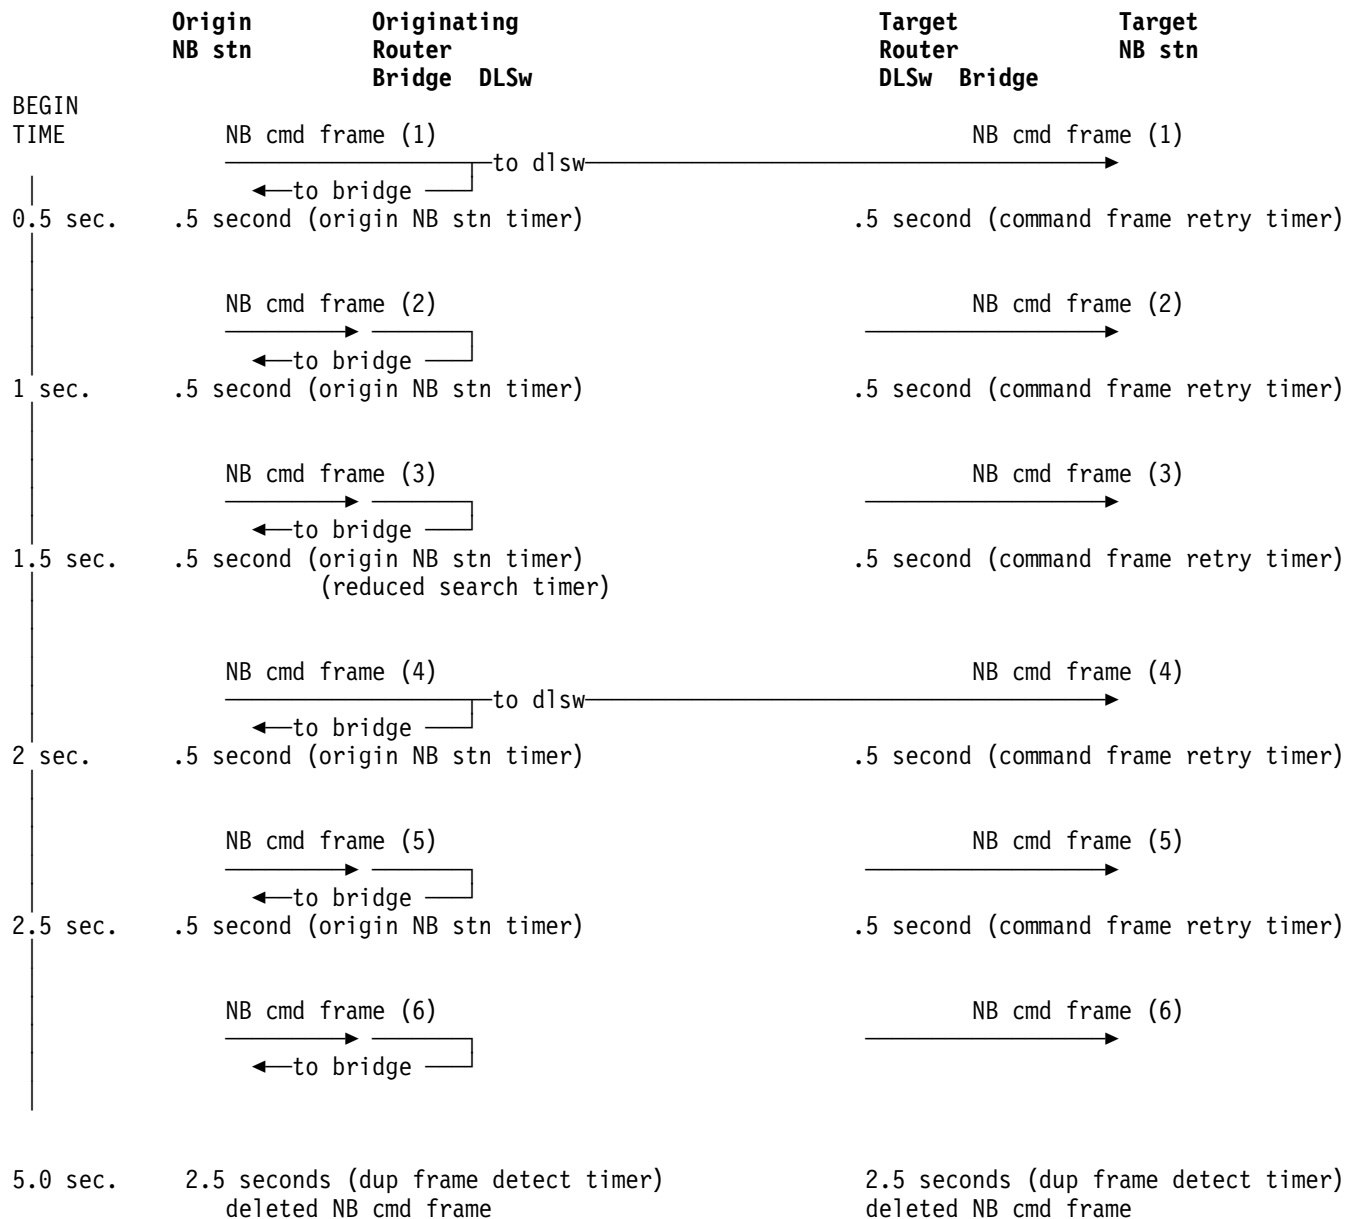 Origin Originating Target Target
NB stn Router Router NB stn
Bridge DLSw DLSw Bridge
BEGIN
TIME NB cmd frame (1) NB cmd frame (1)
to dlsw
to bridge
0.5 sec. .5 second (origin NB stn timer) .5 second (command frame retry timer)
NB cmd frame (2) NB cmd frame (2)
to bridge
1 sec. .5 second (origin NB stn timer) .5 second (command frame retry timer)
NB cmd frame (3) NB cmd frame (3)
to bridge
1.5 sec. .5 second (origin NB stn timer) .5 second (command frame retry timer)
(reduced search timer)
NB cmd frame (4) NB cmd frame (4)
to dlsw
to bridge
2 sec. .5 second (origin NB stn timer) .5 second (command frame retry timer)
NB cmd frame (5) NB cmd frame (5)
to bridge
2.5 sec. .5 second (origin NB stn timer) .5 second (command frame retry timer)
NB cmd frame (6) NB cmd frame (6)
to bridge
5.0 sec. 2.5 seconds (dup frame detect timer) 2.5 seconds (dup frame detect timer)
deleted NB cmd frame deleted NB cmd frame